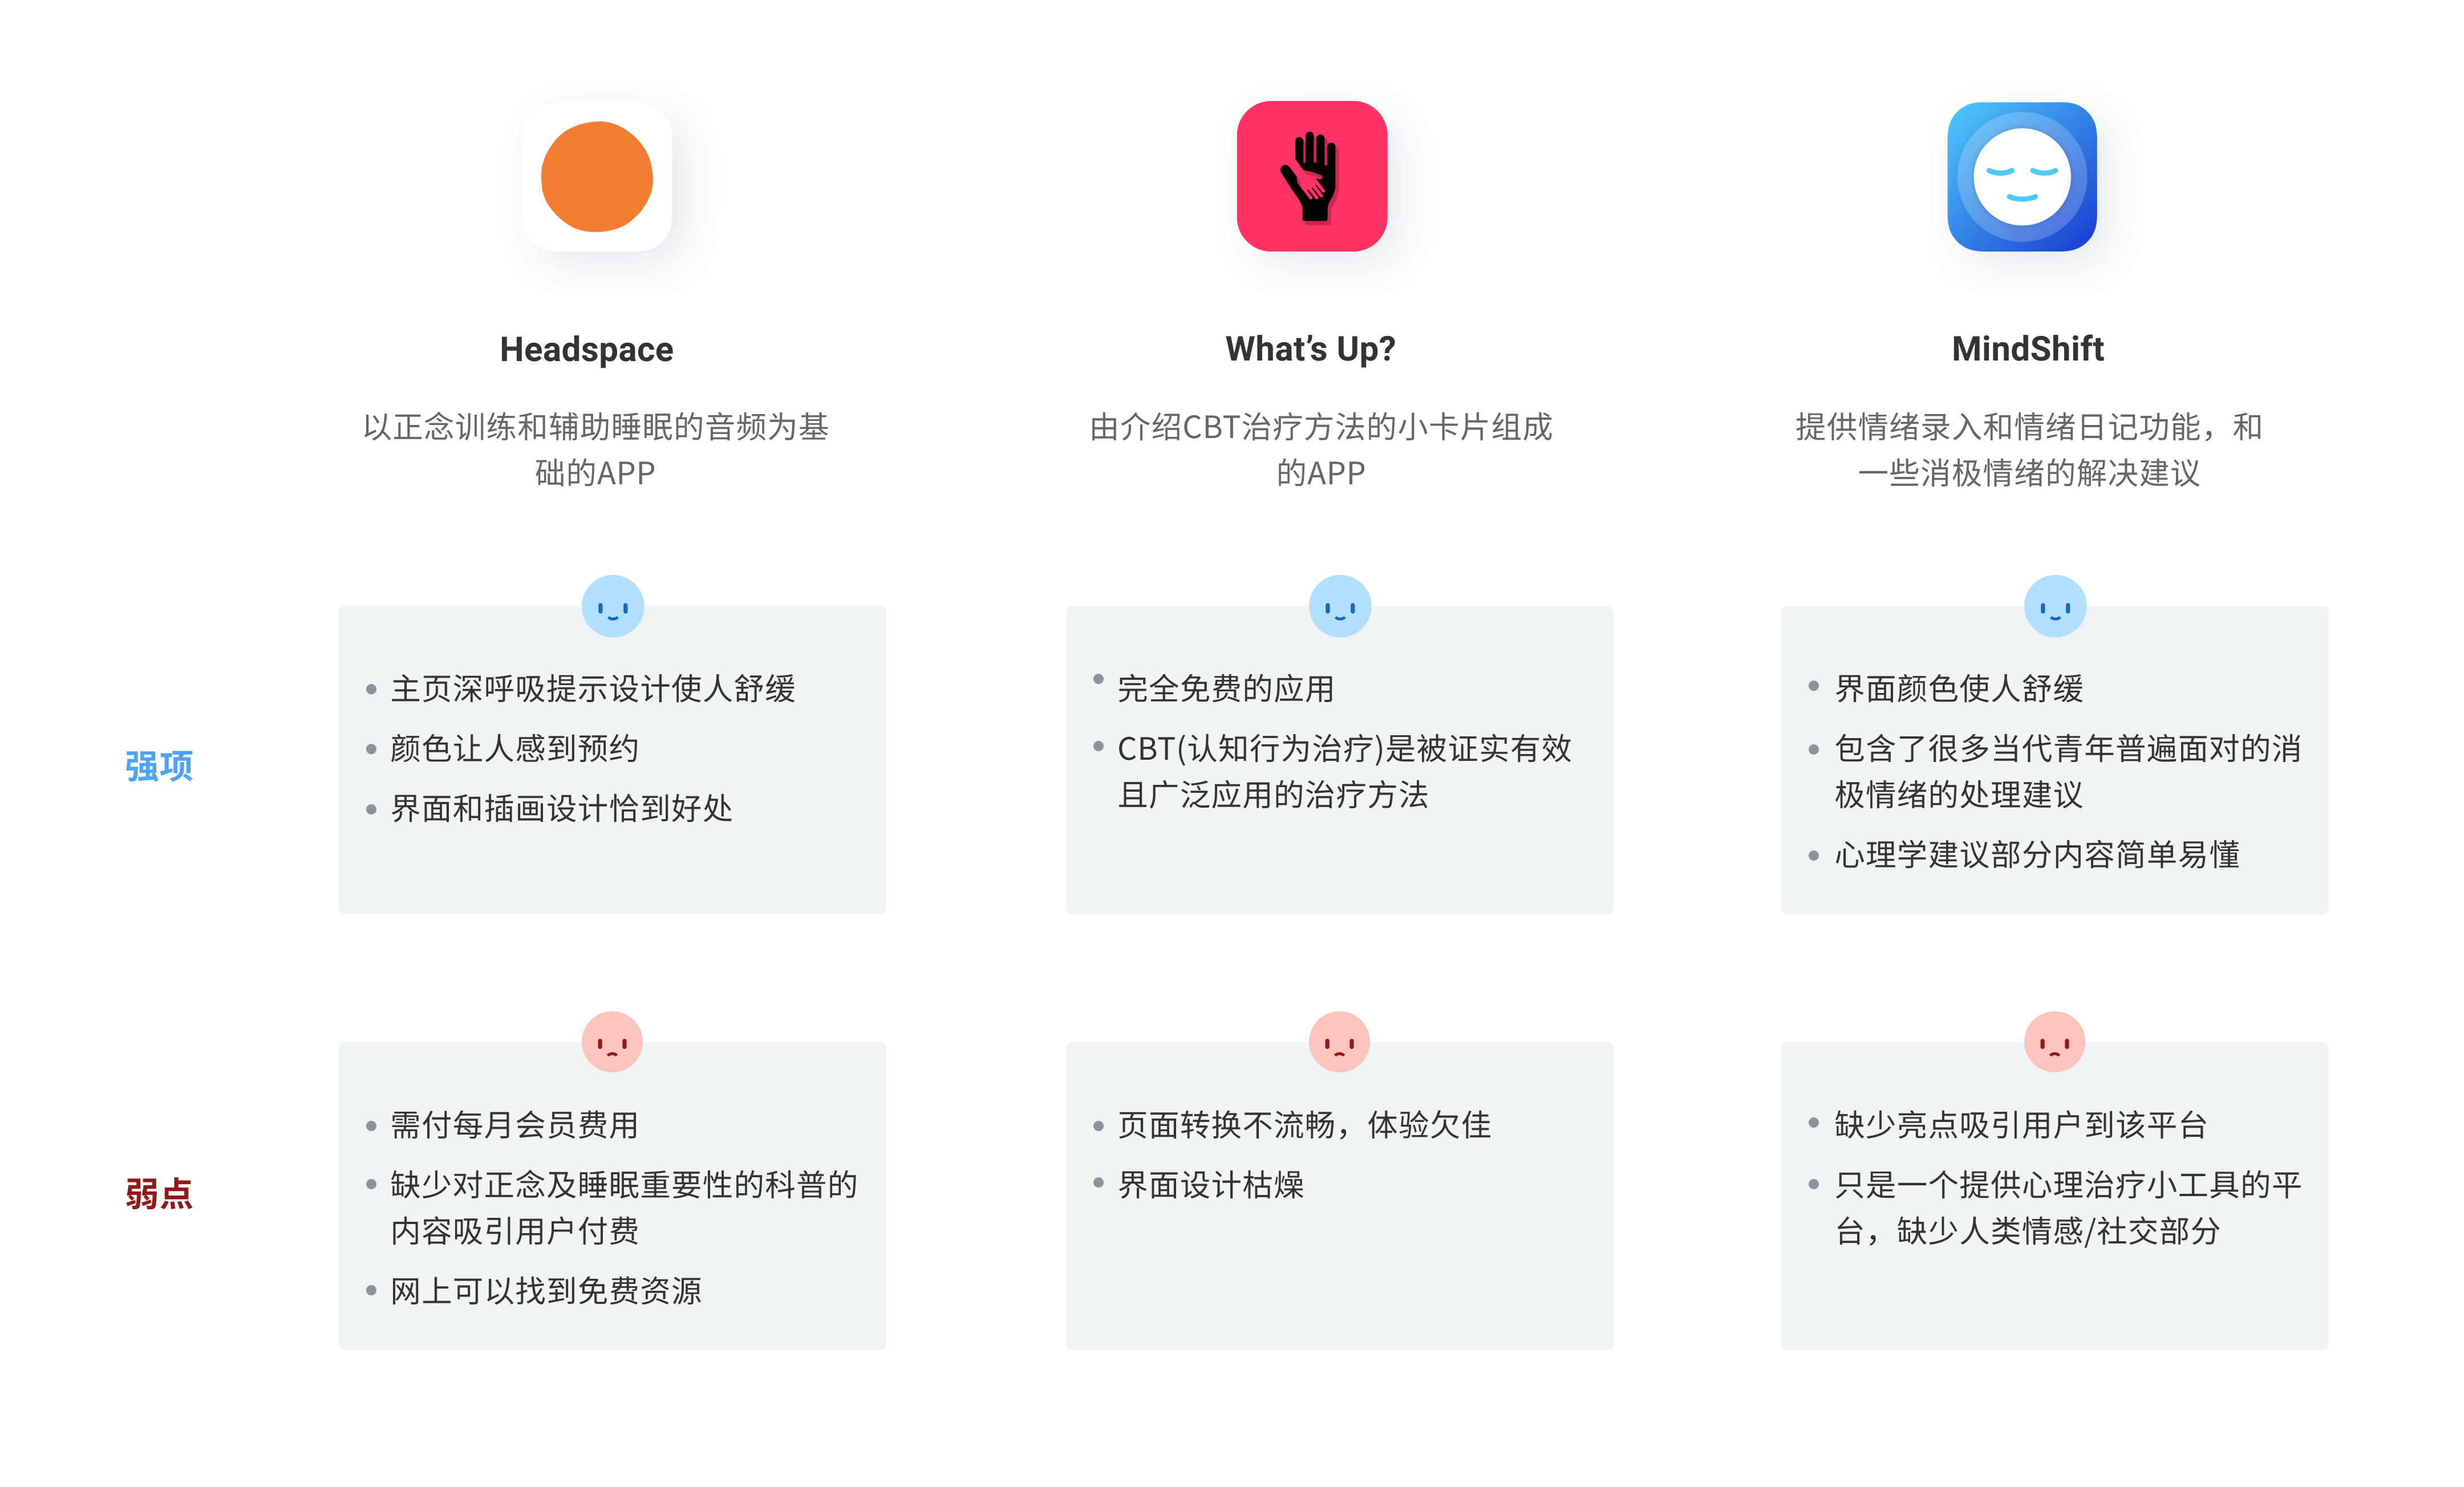 Headspace
以正念训练和辅助睡眠的音频为基
础的APP
What’s Up?
由介绍CBT治疗方法的小卡片组成
的APP
MindShift
提供情绪录入和情绪日记功能，和
一些消极情绪的解决建议
强项
主页深呼吸提示设计使人舒缓
颜色让人感到预约
界面和插画设计恰到好处
完全免费的应用
CBT(认知行为治疗)是被证实有效
且广泛应用的治疗方法
界面颜色使人舒缓
包含了很多当代青年普遍面对的消
极情绪的处理建议
心理学建议部分内容简单易懂
弱点
需付每月会员费用
缺少对正念及睡眠重要性的科普的
内容吸引用户付费
网上可以找到免费资源
页面转换不流畅，体验欠佳
界面设计枯燥
缺少亮点吸引用户到该平台
只是一个提供心理治疗小工具的平
台，缺少人类情感/社交部分